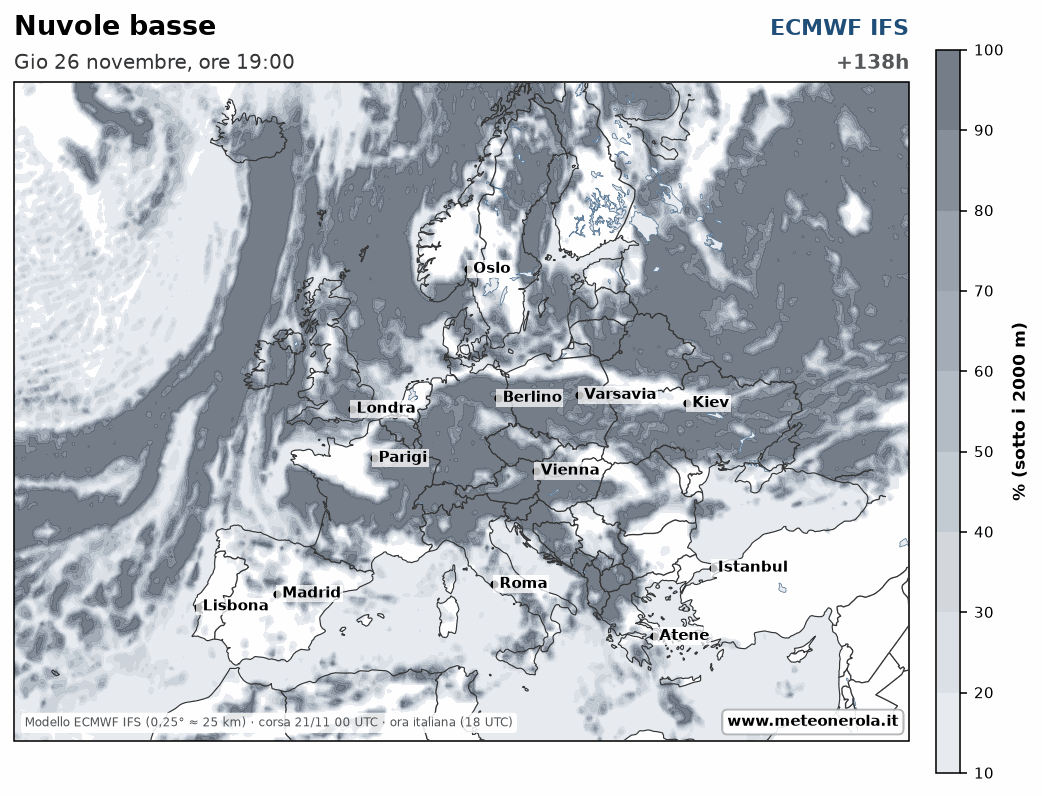 Nuvole basse
ECMWF IFS
Gio 26 novembre, ore 19:00
+138h
100
90
80
70
60
50
40
30
20
10
% (sotto i 2000 m)
Oslo
Londra
Berlino
Varsavia
Kiev
Parigi
Vienna
Roma
Istanbul
Madrid
Lisbona
Atene
Modello ECMWF IFS (0,25° ≈ 25 km) · corsa 21/11 00 UTC · ora italiana (18 UTC)
www.meteonerola.it